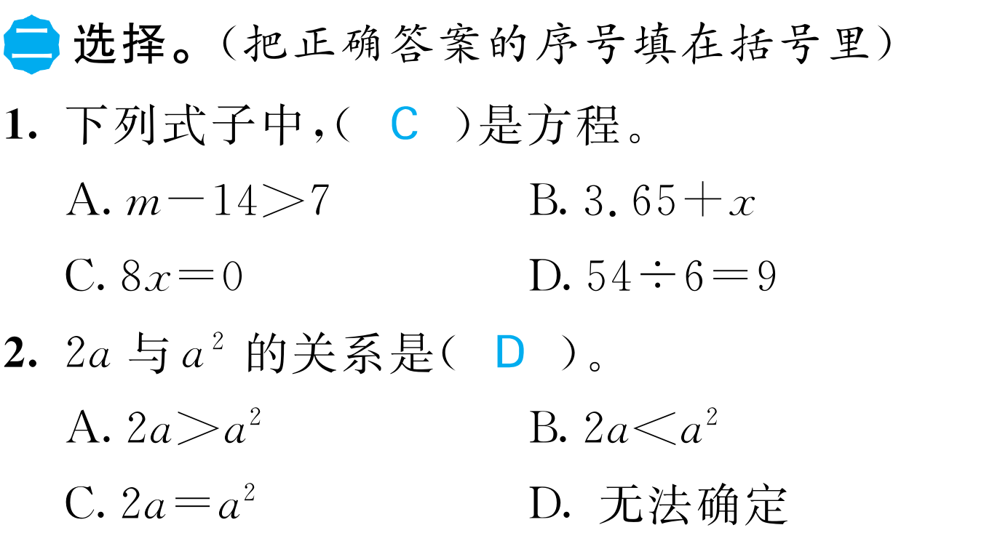 二 选择。（把正确答案的序号填在括号里）
1. 下列式子中,( C )是方程。
A. m－14＞7 B. 3.65＋x
C. 8x＝0 D. 54÷6＝9
2. 2a 与 a² 的关系是( D )。
A. 2a＞a² B. 2a＜a²
C. 2a＝a² D. 无法确定